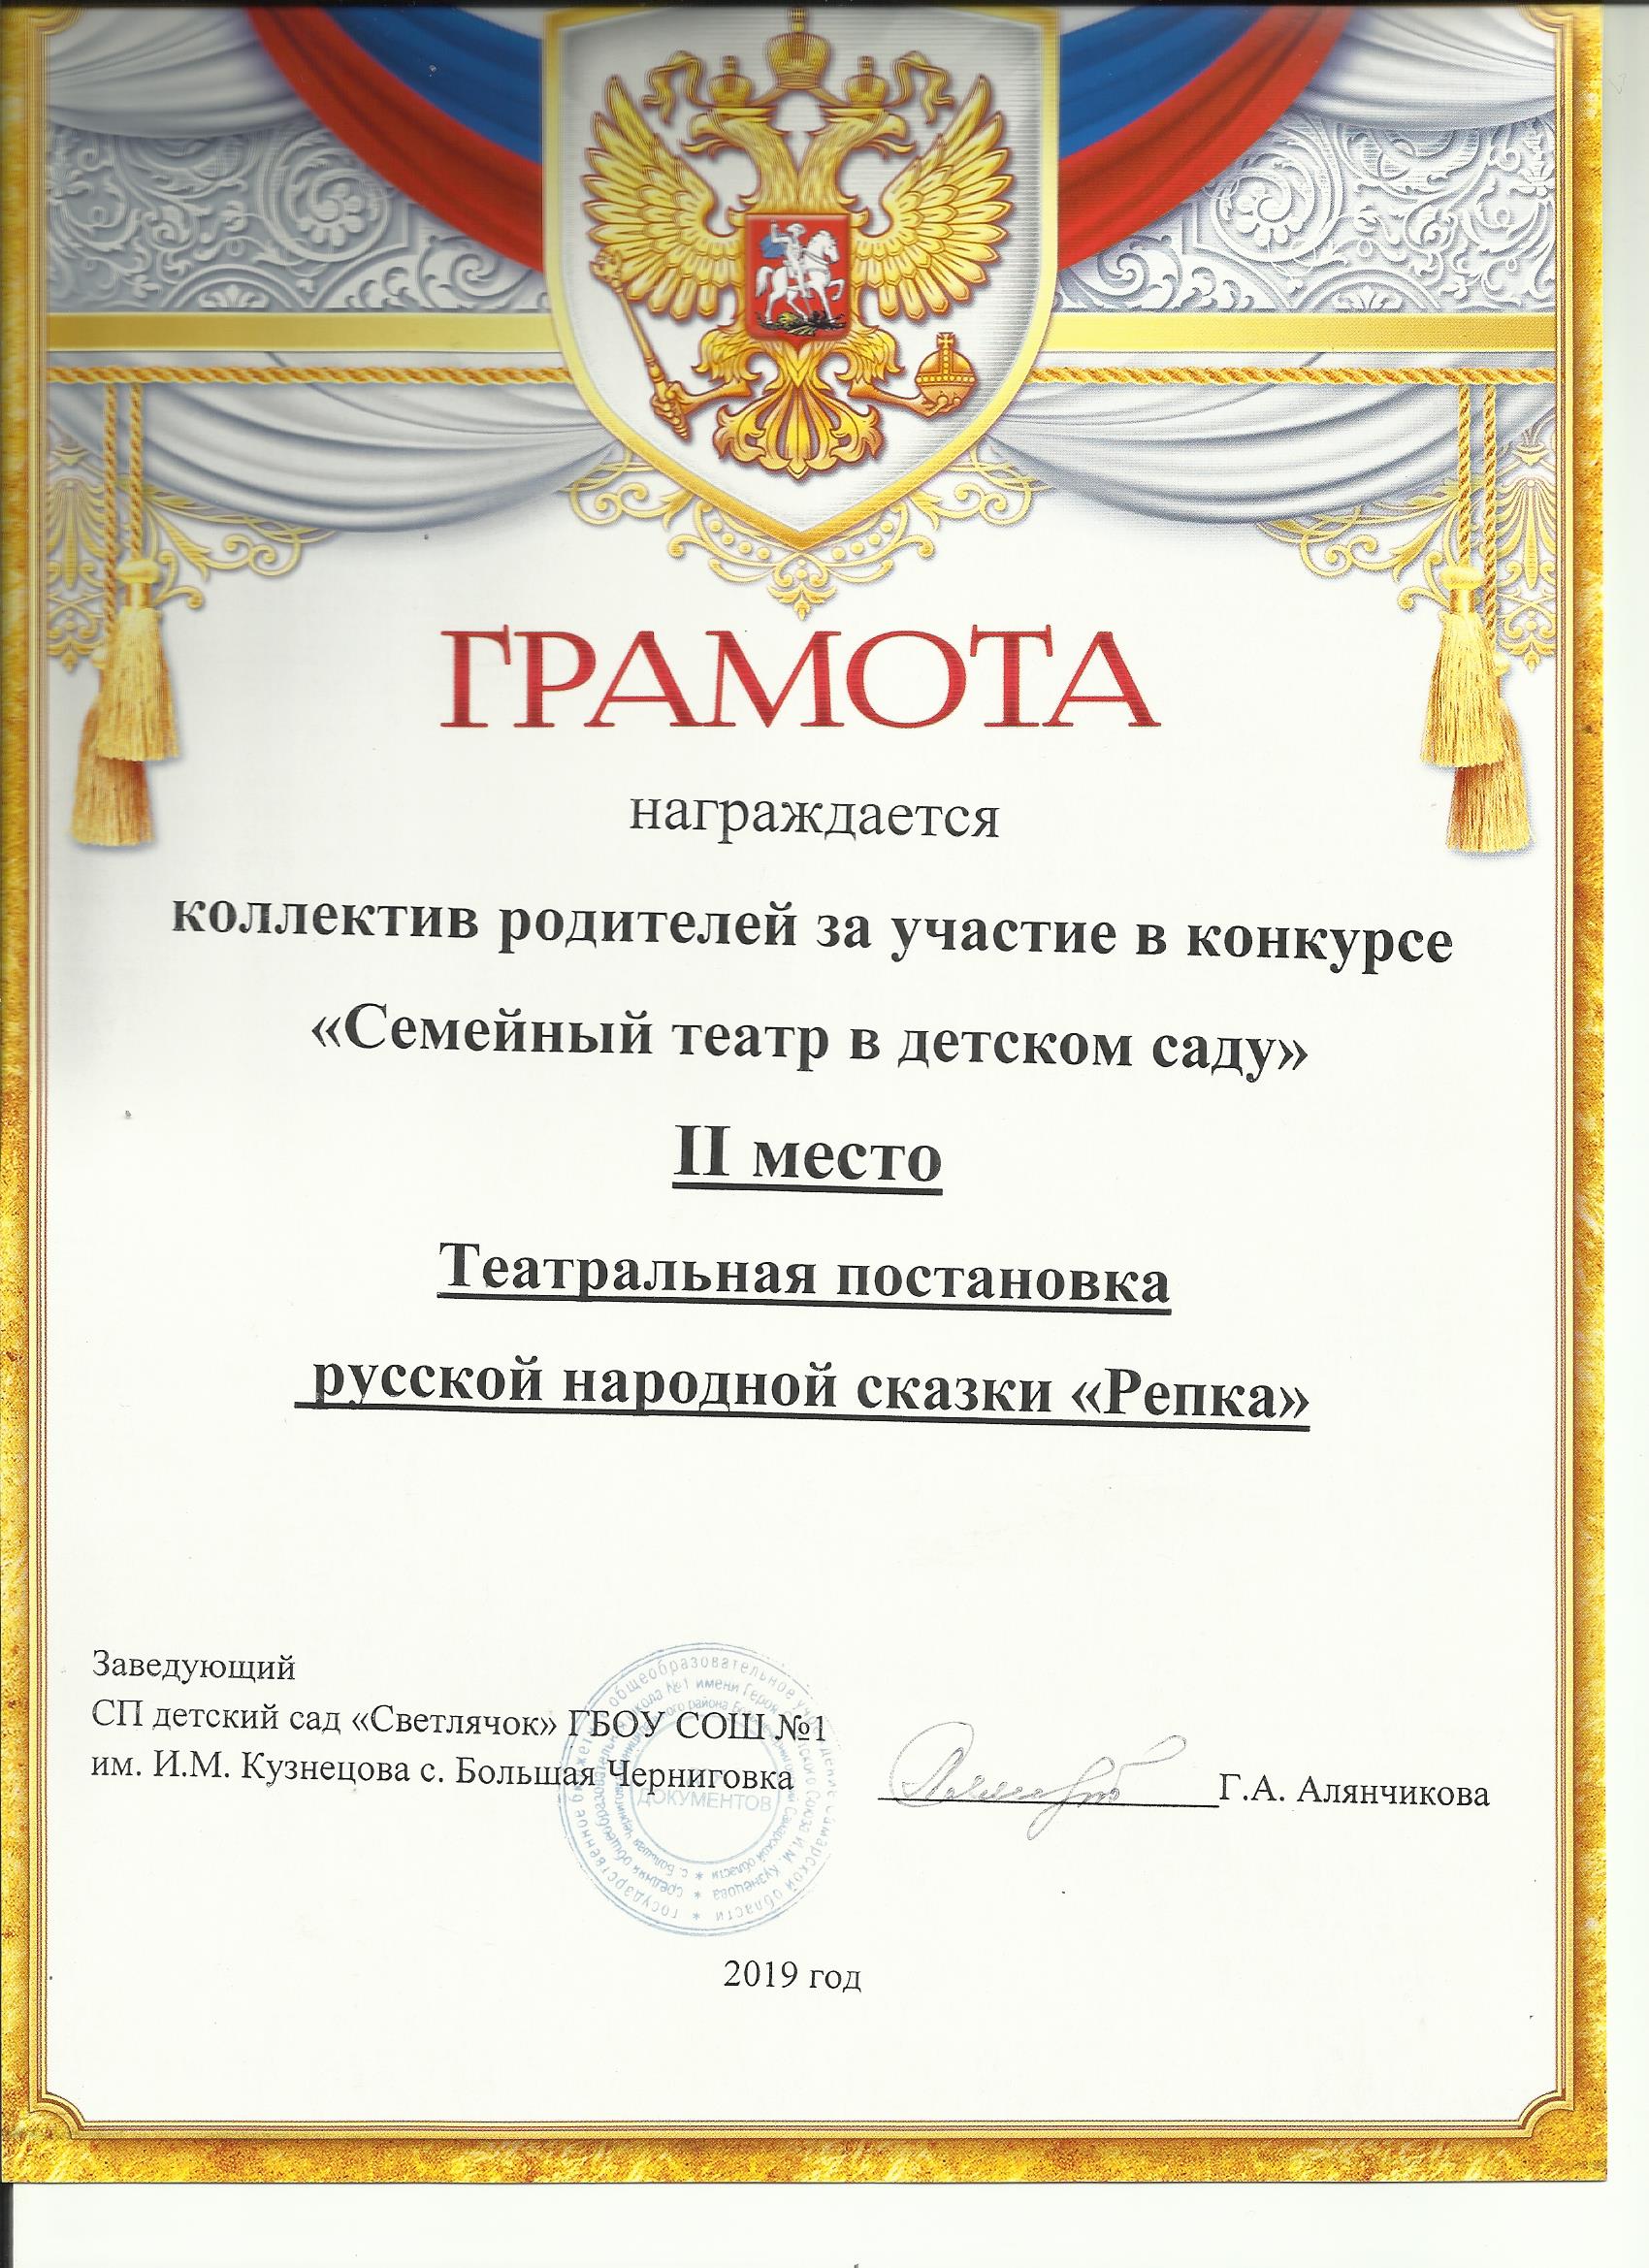 ГРАМОТА
награждается
коллектив родителей за участие в конкурсе
«Семейный театр в детском саду»
II место
Театральная постановка
русской народной сказки «Репка»
Заведующий
СП детский сад «Светлячок» ГБОУ СОШ №1
им. И.М. Кузнецова с. Большая Черниговка
Г.А. Алянчикова
ДОКУМЕНТОВ
2019 год